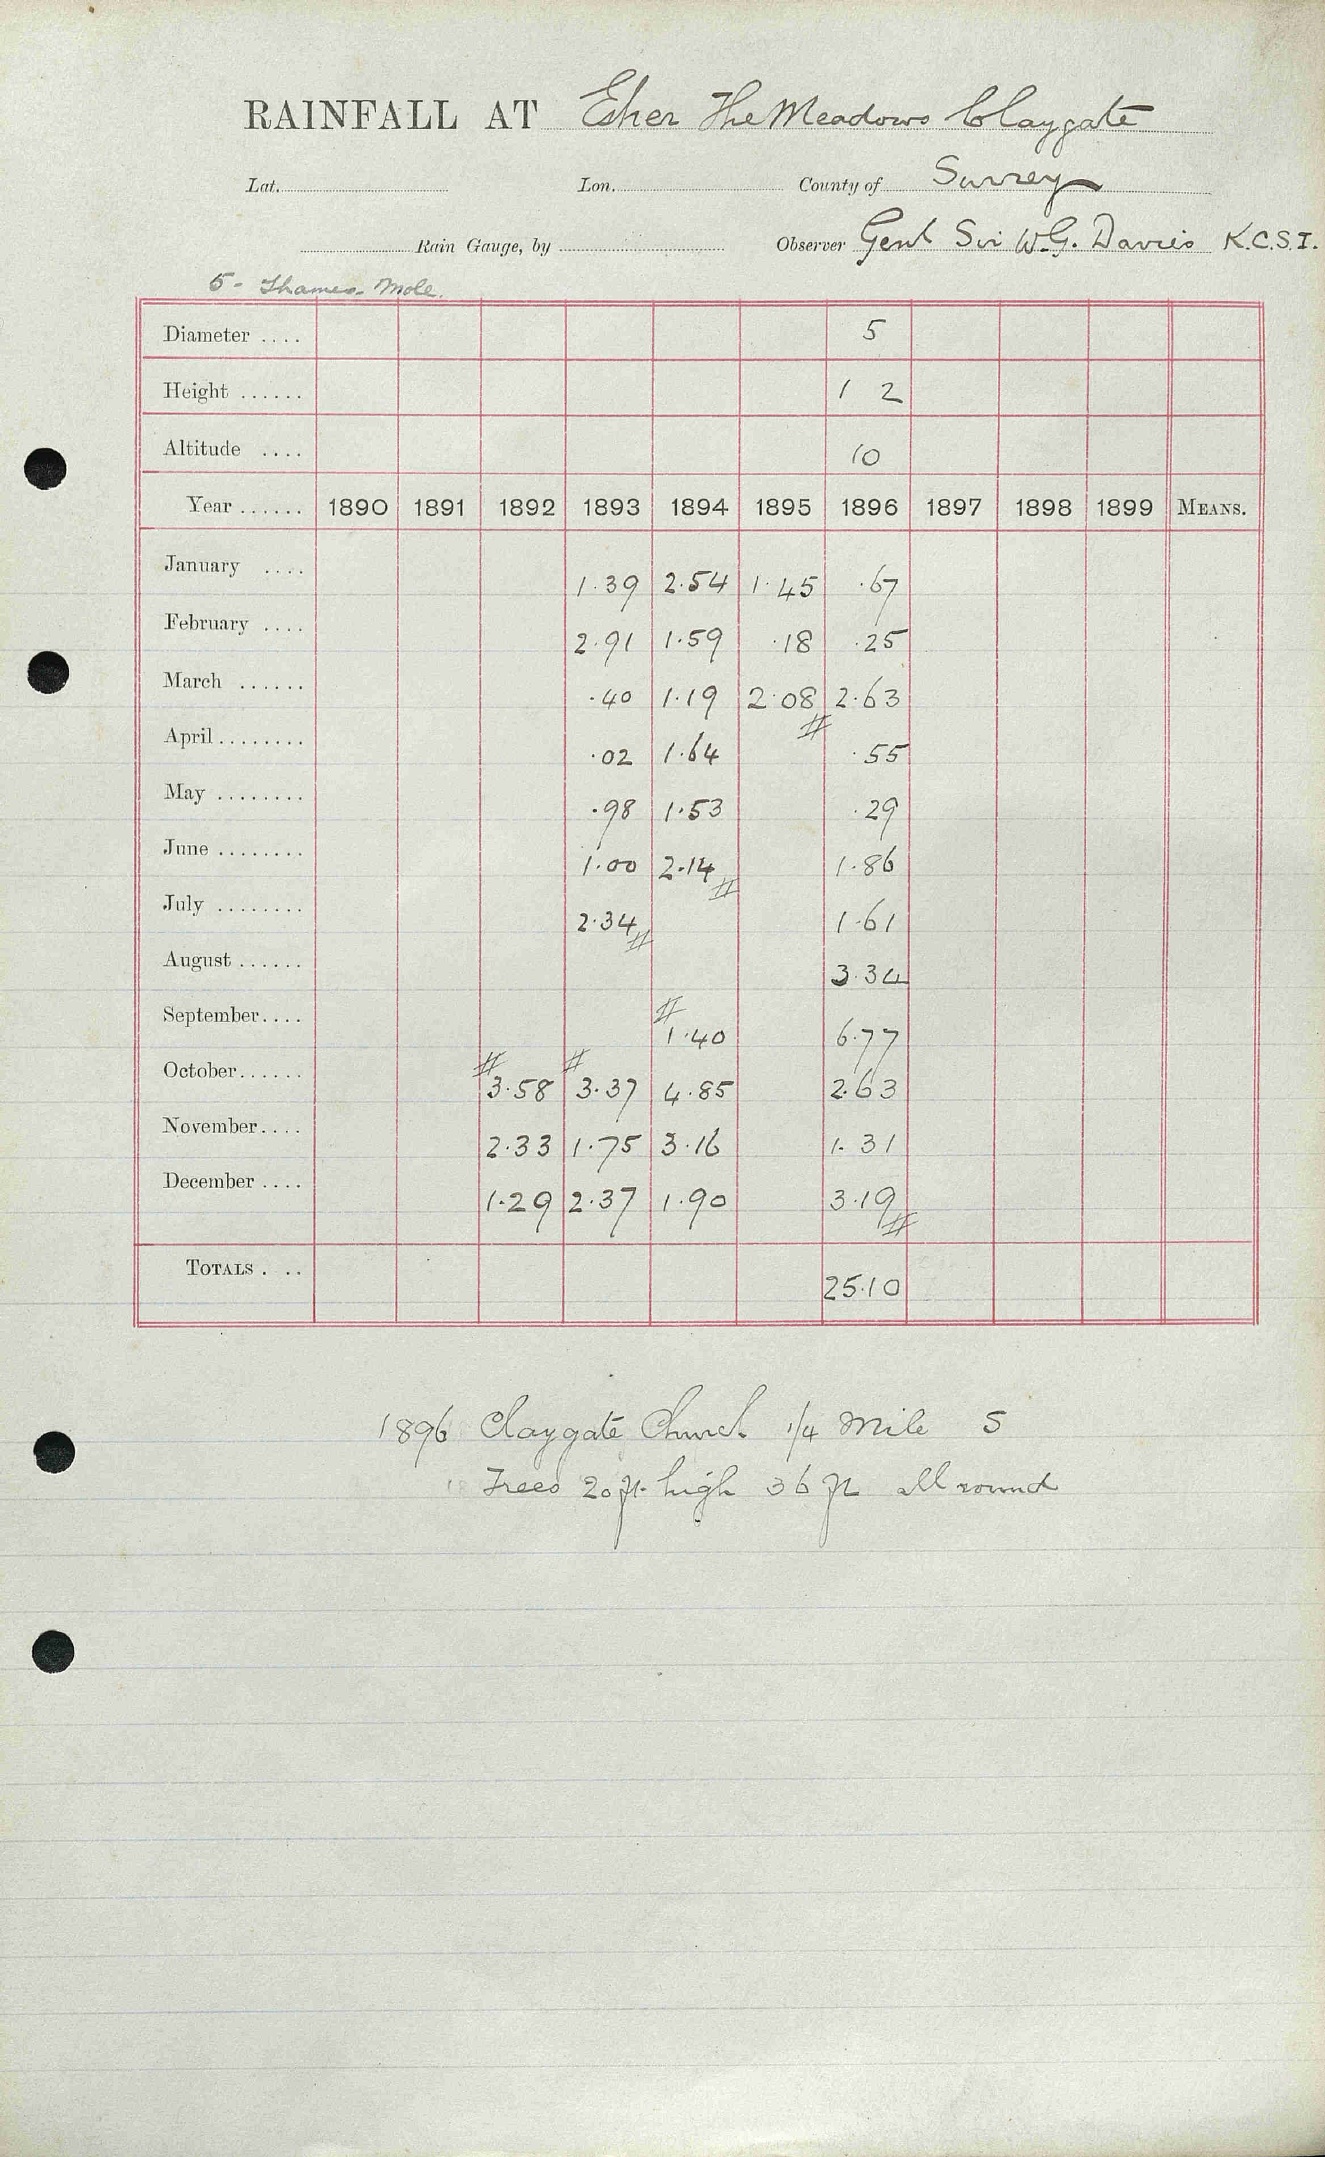 RAINFALL AT Esher The Meadows Claygate
Lat. Lon. County of Surrey
Rain Gauge, by Observer Genl Sir W.G. Davies K.C.S.I.
5 - Thames - Mole.
Diameter .... 5
Height ...... 1 2
Altitude .... 10
Year ...... 1890 1891 1892 1893 1894 1895 1896 1897 1898 1899 MEANS.
January .... 1.39 2.54 1.45 .67
February .... 2.91 1.59 .18 .25
March ...... .40 1.19 2.08 2.63
April ........ .02 1.64 .55
May ........ .98 1.53 .29
June ........ 1.00 2.14 1.86
July ........ 2.34 1.61
August ...... 3.34
September.... 1.40 6.77
October...... 3.58 3.37 4.85 2.63
November.... 2.33 1.75 3.16 1.31
December .... 1.29 2.37 1.90 3.19
TOTALS . .. 25.10
1896 Claygate Church 1/4 Mile S
Trees 20 ft. high 36 ft all round